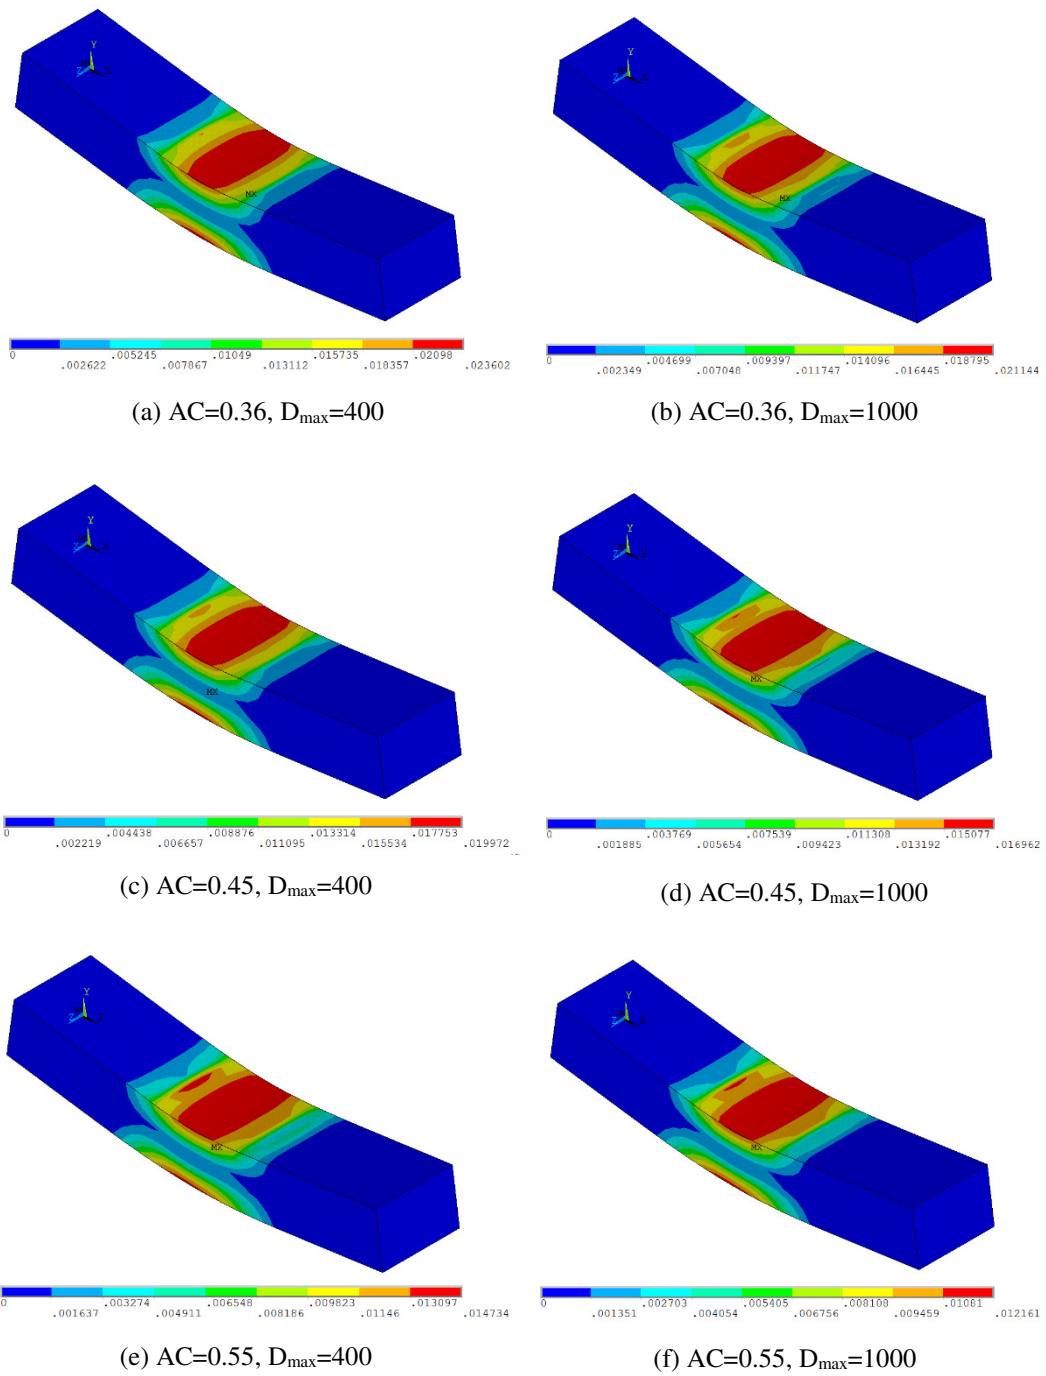 Y
Z X
MX
0 .005245 .01049 .015735 .02098
.002622 .007867 .013112 .018357 .023602
(a) AC=0.36, Dmax=400
Y
Z X
MX
0 .004699 .009397 .014096 .018795
.002349 .007048 .011747 .016445 .021144
(b) AC=0.36, Dmax=1000
Y
Z X
MX
0 .004438 .008876 .013314 .017753
.002219 .006657 .011095 .015534 .019972
(c) AC=0.45, Dmax=400
Y
Z X
MX
0 .003769 .007539 .011308 .015077
.001885 .005654 .009423 .013192 .016962
(d) AC=0.45, Dmax=1000
Y
Z X
MX
0 .003274 .006548 .009823 .013097
.001637 .004911 .008186 .01146 .014734
(e) AC=0.55, Dmax=400
Y
Z X
MX
0 .002703 .005405 .008108 .01081
.001351 .004054 .006756 .009459 .012161
(f) AC=0.55, Dmax=1000